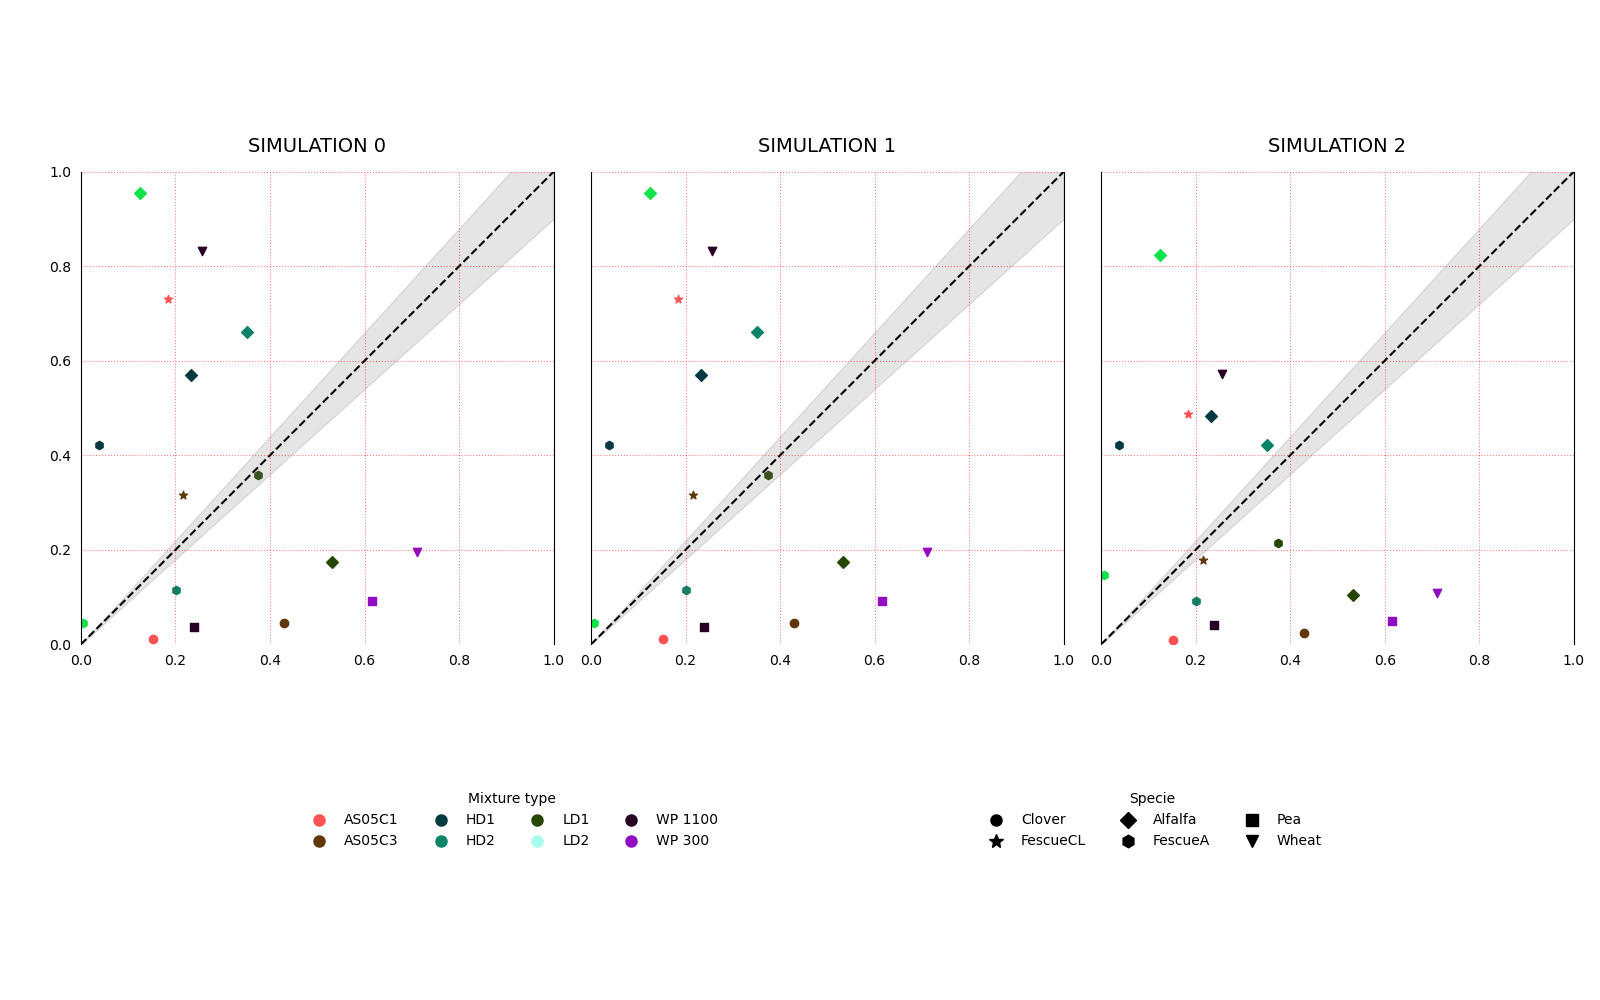 SIMULATION 0 SIMULATION 1 SIMULATION 2
1.0
0.8
0.6
0.4
0.2
0.0
0.0 0.2 0.4 0.6 0.8 1.0 0.0 0.2 0.4 0.6 0.8 1.0 0.0 0.2 0.4 0.6 0.8 1.0
Mixture type
AS05C1 HD1 LD1 WP 1100
AS05C3 HD2 LD2 WP 300
Specie
Clover Alfalfa Pea
FescueCL FescueA Wheat